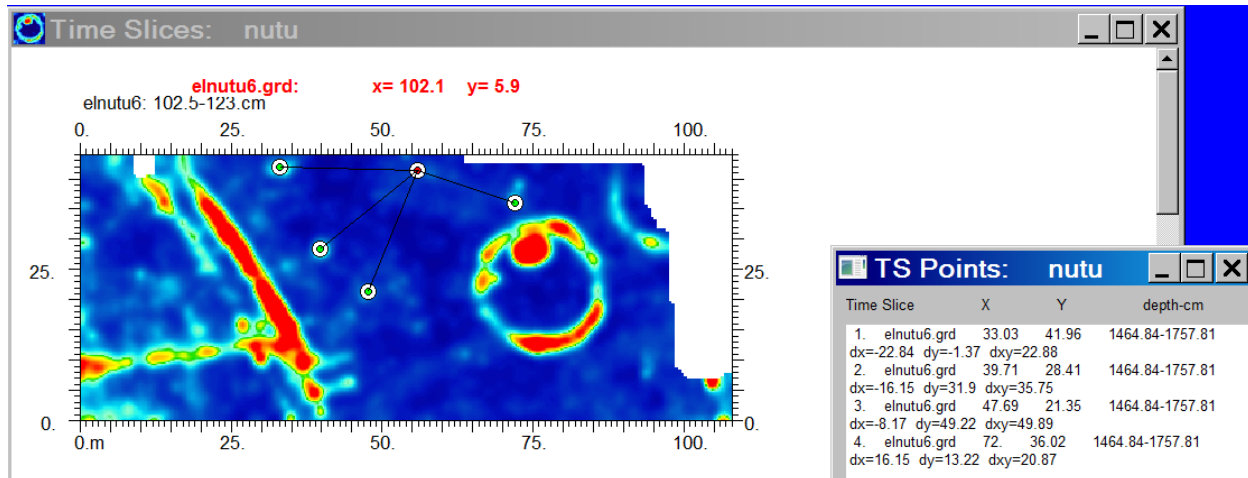 Time Slices: nutu
elnutu6.grd: x= 102.1 y= 5.9
elnutu6: 102.5-123.cm
0. 25. 50. 75. 100.
25. 25.
0. 0.
0.m 25. 50. 75. 100.
TS Points: nutu
Time Slice X Y depth-cm
1. elnutu6.grd 33.03 41.96 1464.84-1757.81
dx=-22.84 dy=-1.37 dxy=22.88
2. elnutu6.grd 39.71 28.41 1464.84-1757.81
dx=-16.15 dy=31.9 dxy=35.75
3. elnutu6.grd 47.69 21.35 1464.84-1757.81
dx=-8.17 dy=49.22 dxy=49.89
4. elnutu6.grd 72. 36.02 1464.84-1757.81
dx=16.15 dy=13.22 dxy=20.87